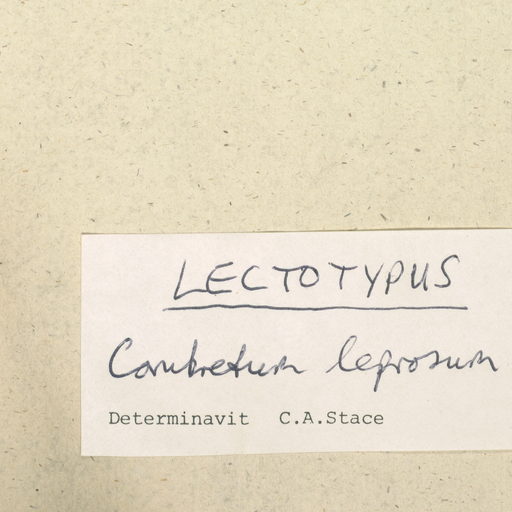 LECTOTYPUS
Combretum leprosum
Determinavit C.A.Stace